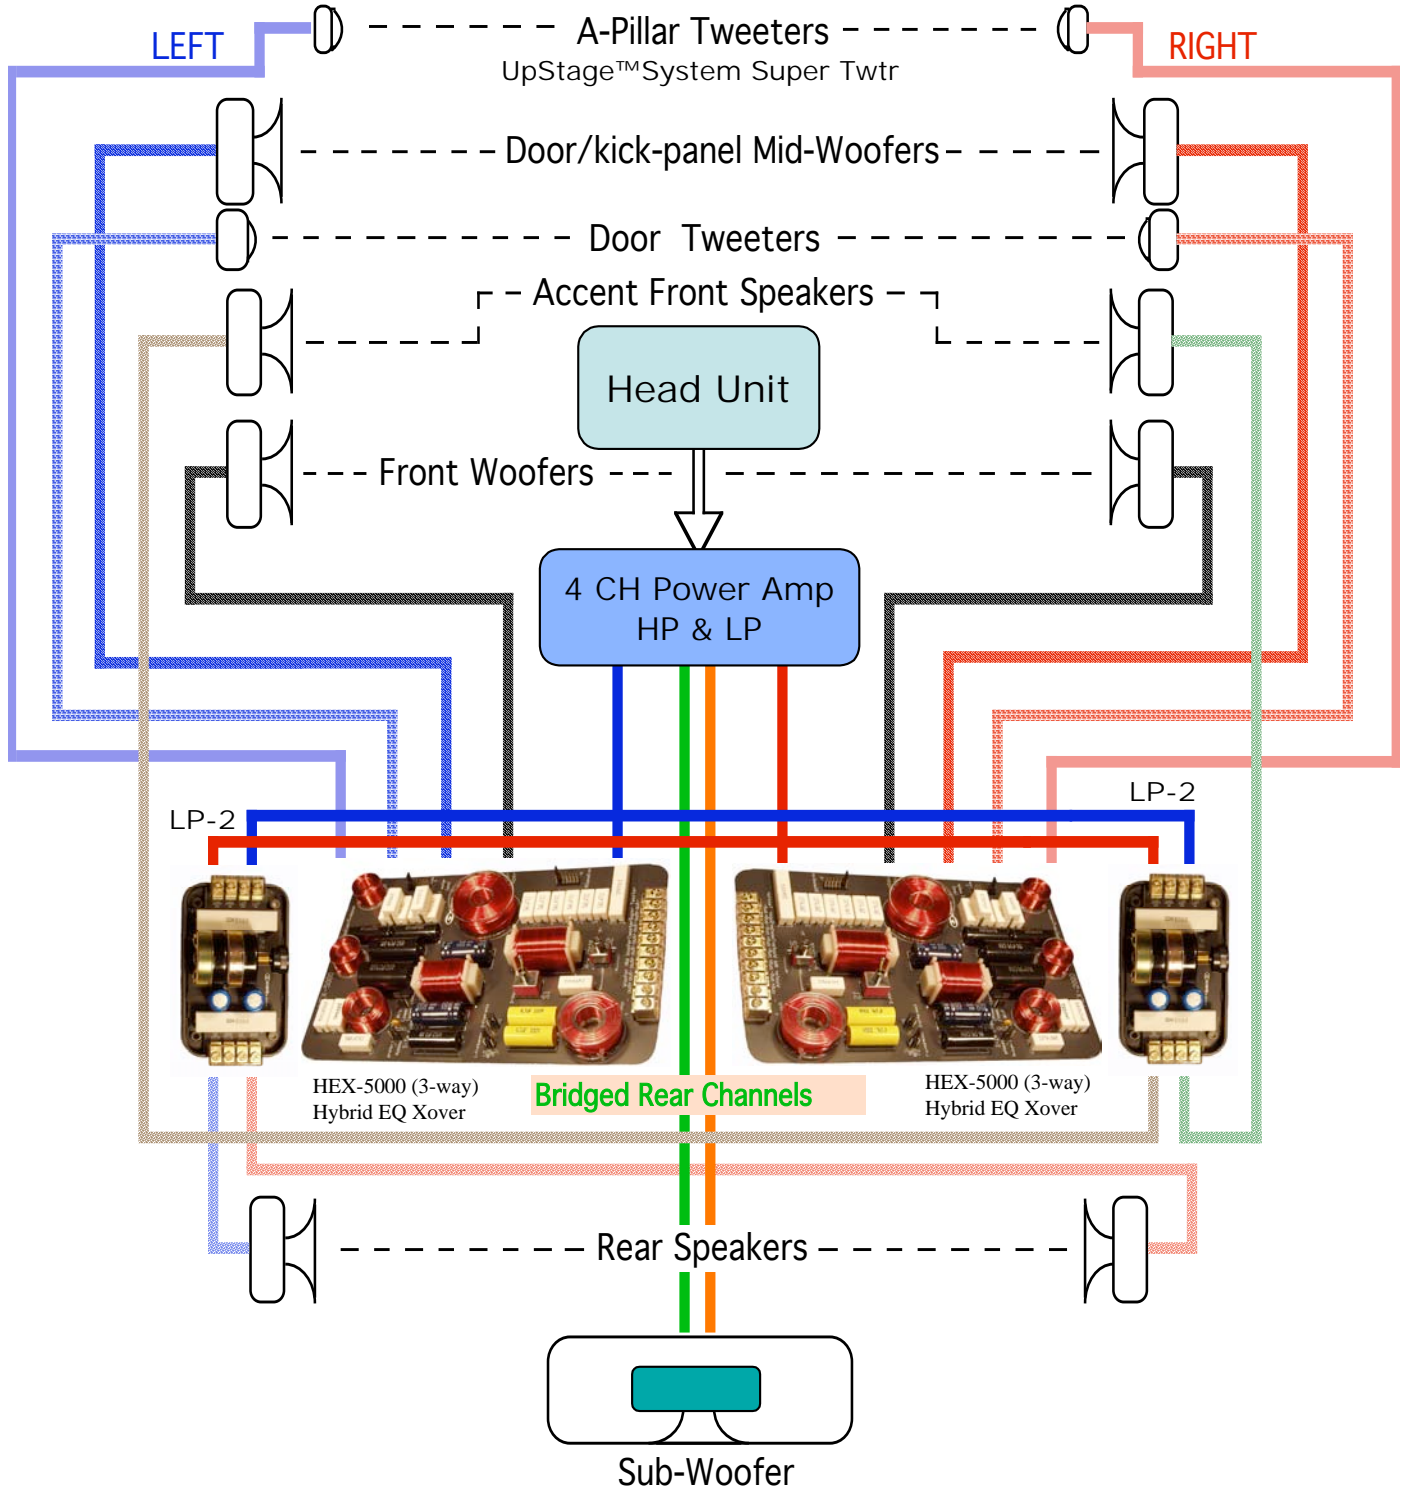 A-Pillar Tweeters
LEFT
RIGHT
UpStage™System Super Twtr
Door/kick-panel Mid-Woofers
Door Tweeters
Accent Front Speakers
Head Unit
Front Woofers
4 CH Power Amp
HP & LP
LP-2
LP-2
HEX-5000 (3-way)
Hybrid EQ Xover
Bridged Rear Channels
HEX-5000 (3-way)
Hybrid EQ Xover
Rear Speakers
Sub-Woofer